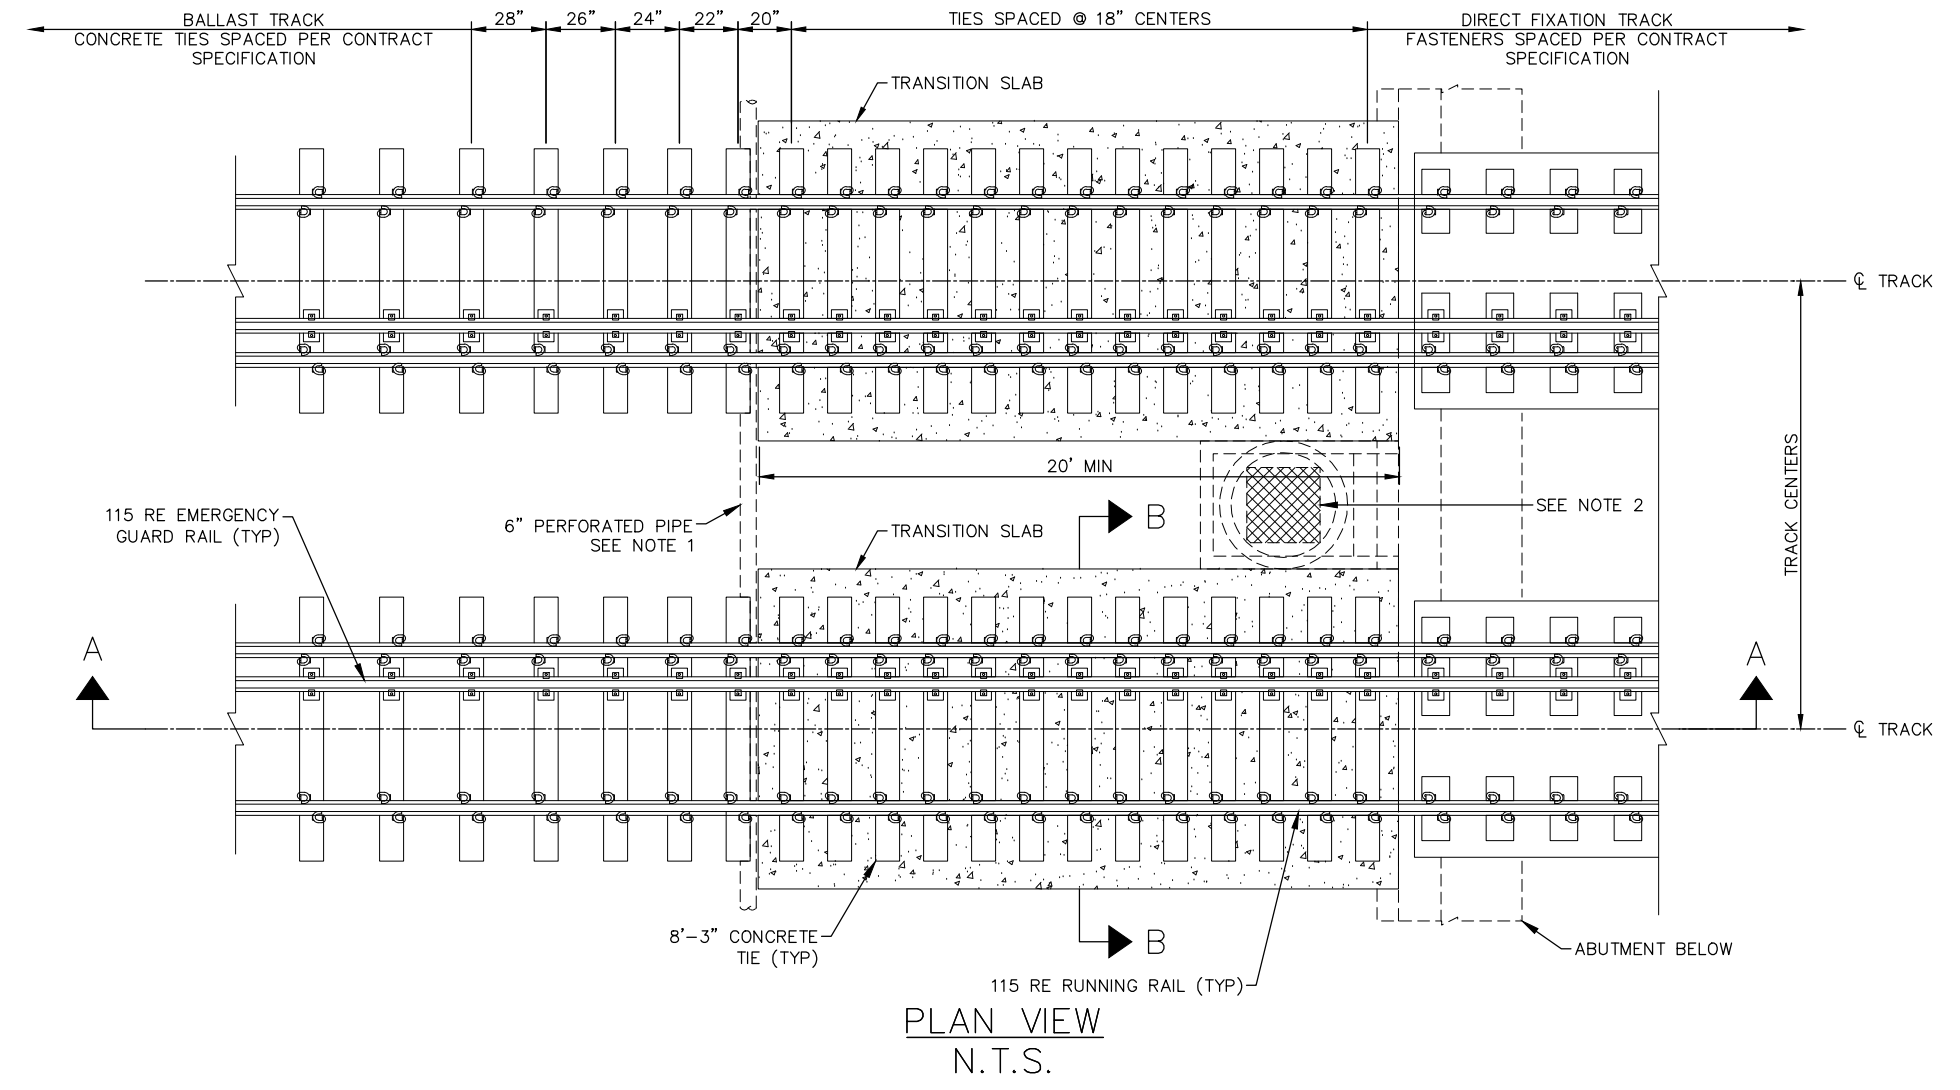 BALLAST TRACK
CONCRETE TIES SPACED PER CONTRACT
SPECIFICATION
28”
26”
24”
22”
20”
TIES SPACED @ 18” CENTERS
DIRECT FIXATION TRACK
FASTENERS SPACED PER CONTRACT
SPECIFICATION
TRANSITION SLAB
℄ TRACK
20’ MIN
TRACK CENTERS
115 RE EMERGENCY
GUARD RAIL (TYP)
6” PERFORATED PIPE
SEE NOTE 1
B
TRANSITION SLAB
SEE NOTE 2
A
A
℄ TRACK
8’–3” CONCRETE
TIE (TYP)
B
115 RE RUNNING RAIL (TYP)
ABUTMENT BELOW
PLAN VIEW
N.T.S.